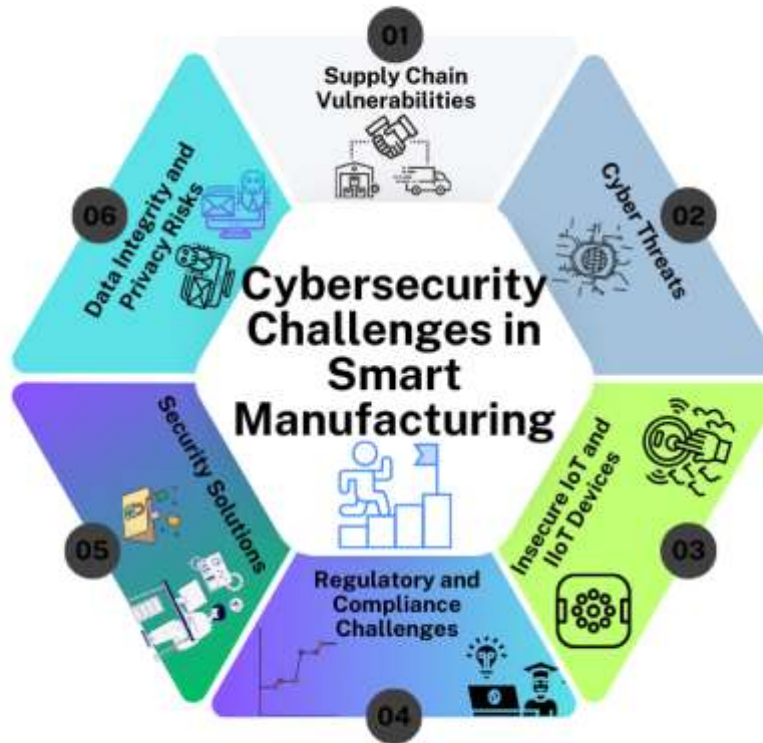 01
Supply Chain
Vulnerabilities
02
Cyber Threats
03
Insecure IoT and
IIoT Devices
04
Regulatory and
Compliance
Challenges
05
Security Solutions
06
Data Integrity and
Privacy Risks
Cybersecurity
Challenges in
Smart
Manufacturing